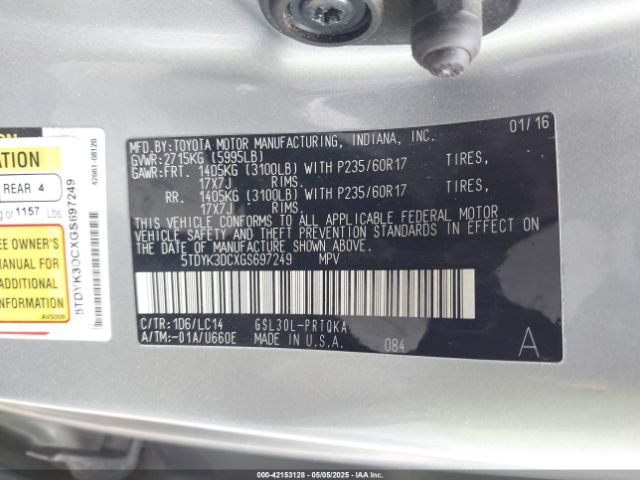 MFD.BY:TOYOTA MOTOR MANUFACTURING, INDIANA, INC. 01/16
GVWR:2715KG (5995LB)
GAWR:FRT. 1405KG (3100LB) WITH P235/60R17 TIRES,
17X7J RIMS.
RR. 1405KG (3100LB) WITH P235/60R17 TIRES,
17X7J RIMS.
THIS VEHICLE CONFORMS TO ALL APPLICABLE FEDERAL MOTOR
VEHICLE SAFETY AND THEFT PREVENTION STANDARDS IN EFFECT ON
THE DATE OF MANUFACTURE SHOWN ABOVE.
5TDYK3DCXGS697249 MPV
C/TR:1D6/LC14 GSL30L-PRTQKA
A/TM:-01A/U660E MADE IN U.S.A. 084 A
REAR 4
or 1157 Lbs
OWNER'S
MANUAL FOR
ADDITIONAL
INFORMATION
AVS009
5TDYK3DCXGS697249
42661-08120
000-42153128 - 05/05/2025 - IAA Inc.